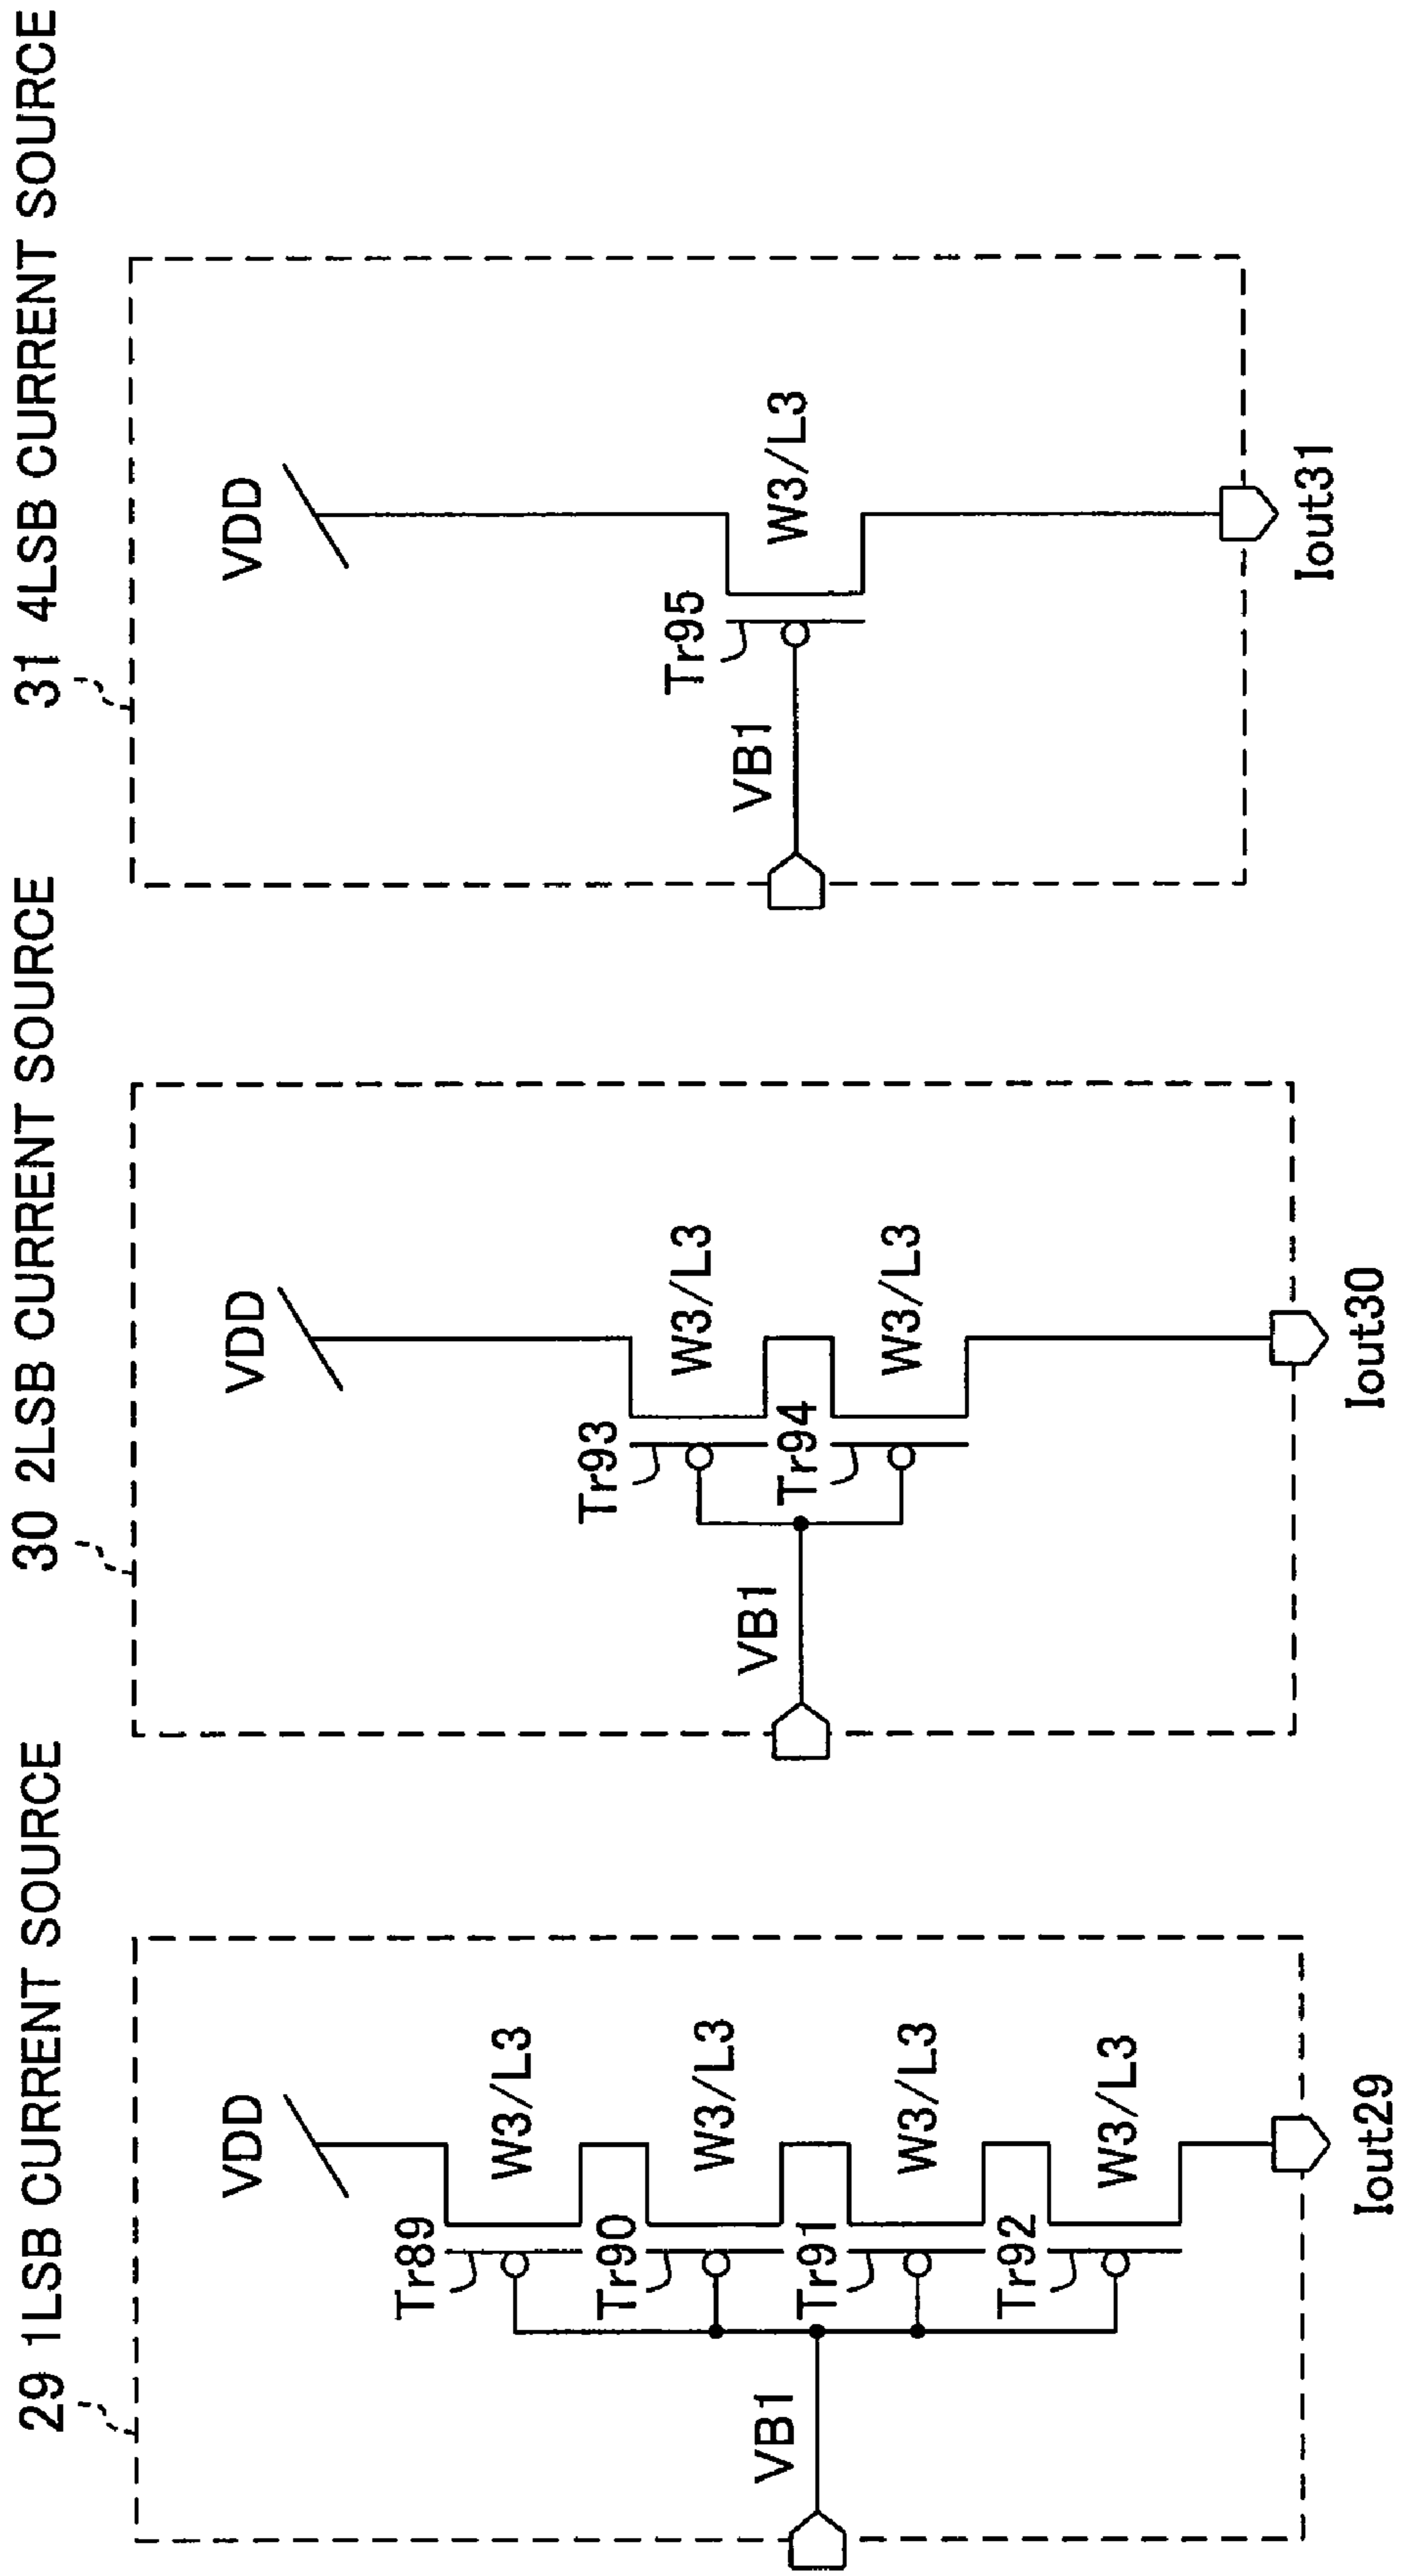 29 1LSB CURRENT SOURCE
VDD
Tr89
W3/L3
Tr90
W3/L3
VB1
Tr91
W3/L3
Tr92
W3/L3
Iout29
30 2LSB CURRENT SOURCE
VDD
Tr93
W3/L3
VB1
Tr94
W3/L3
Iout30
31 4LSB CURRENT SOURCE
VDD
Tr95
VB1
W3/L3
Iout31